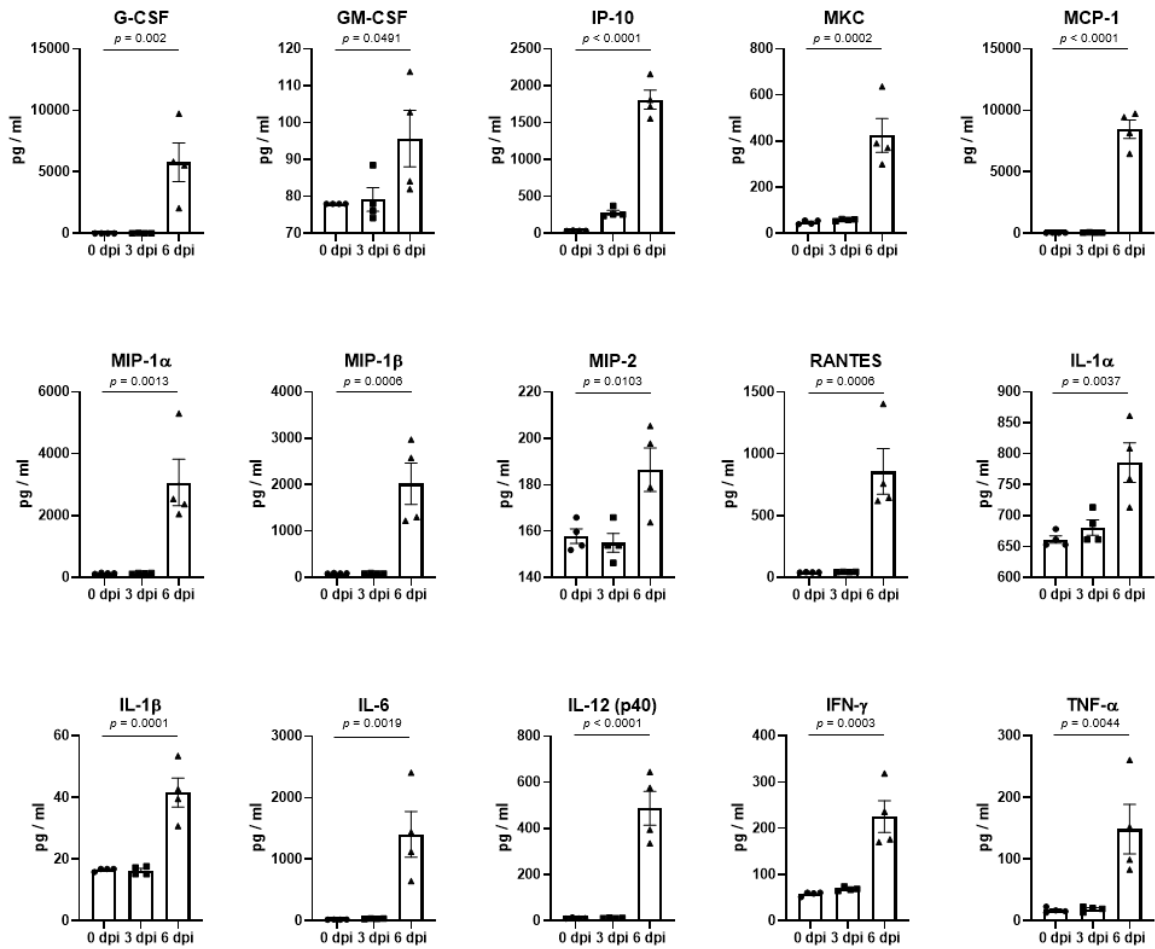 G-CSF
p = 0.002
pg / ml
15000
10000
5000
0
0 dpi 3 dpi 6 dpi
GM-CSF
p = 0.0491
pg / ml
120
110
100
90
80
70
0 dpi 3 dpi 6 dpi
IP-10
p < 0.0001
pg / ml
2500
2000
1500
1000
500
0
0 dpi 3 dpi 6 dpi
MKC
p = 0.0002
pg / ml
800
600
400
200
0
0 dpi 3 dpi 6 dpi
MCP-1
p < 0.0001
pg / ml
15000
10000
5000
0
0 dpi 3 dpi 6 dpi
MIP-1α
p = 0.0013
pg / ml
6000
4000
2000
0
0 dpi 3 dpi 6 dpi
MIP-1β
p = 0.0006
pg / ml
4000
3000
2000
1000
0
0 dpi 3 dpi 6 dpi
MIP-2
p = 0.0103
pg / ml
220
200
180
160
140
0 dpi 3 dpi 6 dpi
RANTES
p = 0.0006
pg / ml
1500
1000
500
0
0 dpi 3 dpi 6 dpi
IL-1α
p = 0.0037
pg / ml
900
850
800
750
700
650
600
0 dpi 3 dpi 6 dpi
IL-1β
p = 0.0001
pg / ml
60
40
20
0
0 dpi 3 dpi 6 dpi
IL-6
p = 0.0019
pg / ml
3000
2000
1000
0
0 dpi 3 dpi 6 dpi
IL-12 (p40)
p < 0.0001
pg / ml
800
600
400
200
0
0 dpi 3 dpi 6 dpi
IFN-γ
p = 0.0003
pg / ml
400
300
200
100
0
0 dpi 3 dpi 6 dpi
TNF-α
p = 0.0044
pg / ml
300
200
100
0
0 dpi 3 dpi 6 dpi